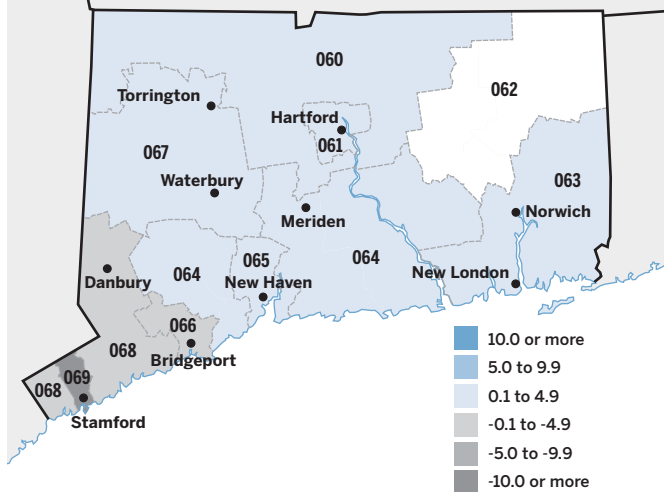 060
062
Torrington
Hartford
061
067
063
Waterbury
Norwich
Meriden
065
064
064
Danbury
New Haven
New London
066
068
Bridgeport
069
068
Stamford
10.0 or more
5.0 to 9.9
0.1 to 4.9
-0.1 to -4.9
-5.0 to -9.9
-10.0 or more